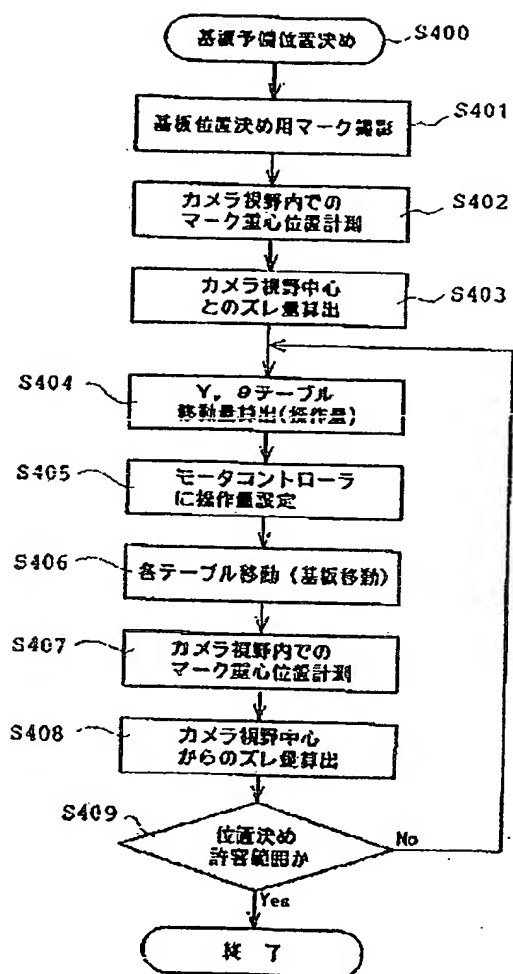 基板予備位置決め
S400
基板位置決め用マーク撮影
S401
カメラ視野内での
マーク重心位置計測
S402
カメラ視野中心
とのズレ量算出
S403
S404
Y, θテーブル
移動量算出(操作量)
S405
モータコントローラ
に操作量設定
S406
各テーブル移動 (基板移動)
S407
カメラ視野内での
マーク重心位置計測
S408
カメラ視野中心
からのズレ量算出
S409
位置決め
許容範囲か
No
Yes
終 了